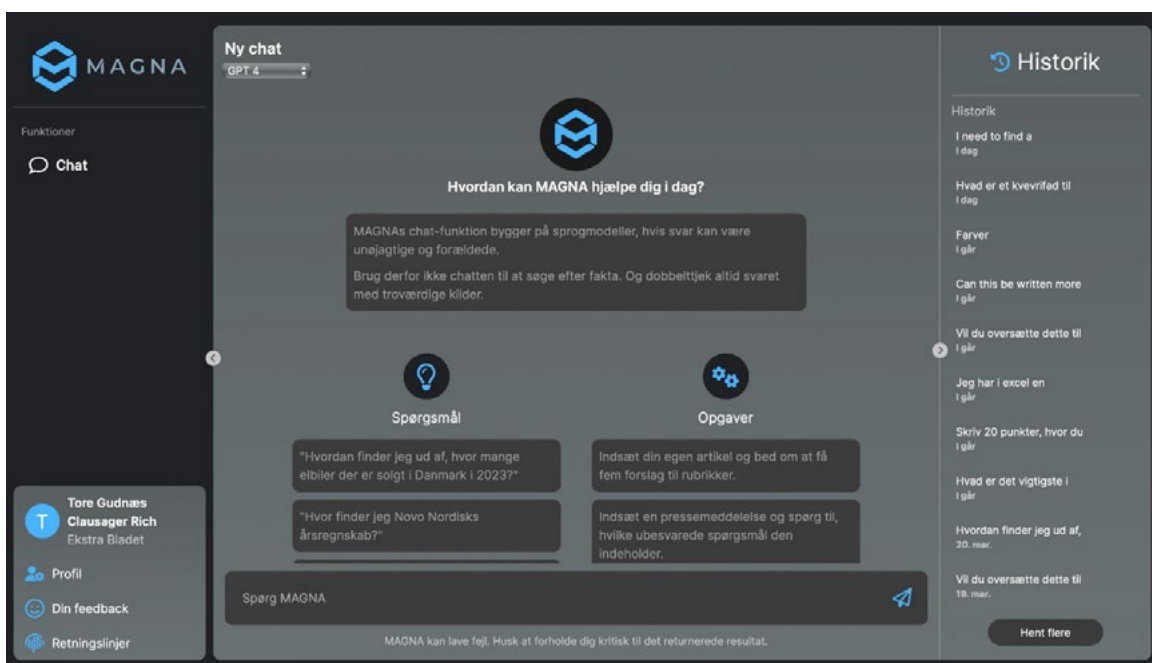 MAGNA
Funktioner
Chat
Tore Gudnæs
Clausager Rich
Ekstra Bladet
T
Profil
Din feedback
Retningslinjer
Ny chat
GPT 4
Hvordan kan MAGNA hjælpe dig i dag?
MAGNAs chat-funktion bygger på sprogmodeller, hvis svar kan være
unøjagtige og forældede.
Brug derfor ikke chatten til at søge efter fakta. Og dobbelttjek altid svaret
med troværdige kilder.
Spørgsmål
"Hvordan finder jeg ud af, hvor mange
elbiler der er solgt i Danmark i 2023?"
"Hvor finder jeg Novo Nordisks
årsregnskab?"
Opgaver
Indsæt din egen artikel og bed om at få
fem forslag til rubrikker.
Indsæt en pressemeddelelse og spørg til,
hvilke ubesvarede spørgsmål den
indeholder.
Spørg MAGNA
MAGNA kan lave fejl. Husk at forholde dig kritisk til det returnerede resultat.
Historik
Historik
I need to find a
I dag
Hvad er et kvevrifad til
I dag
Farver
I går
Can this be written more
I går
Vil du oversætte dette til
I går
Jeg har i excel en
I går
Skriv 20 punkter, hvor du
I går
Hvad er det vigtigste i
I går
Hvordan finder jeg ud af,
20. mar.
Vil du oversætte dette til
19. mar.
Hent flere